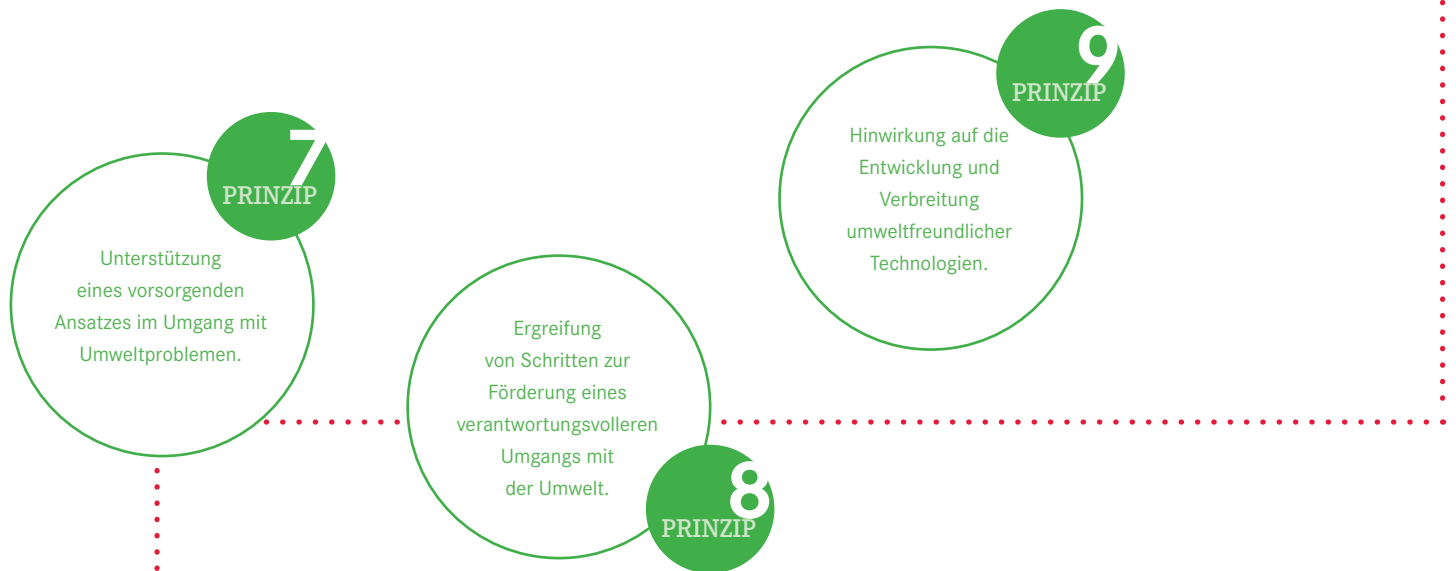 7
PRINZIP
Unterstützung
eines vorsorgenden
Ansatzes im Umgang mit
Umweltproblemen.
Ergreifung
von Schritten zur
Förderung eines
verantwortungsvolleren
Umgangs mit
der Umwelt.
8
PRINZIP
9
PRINZIP
Hinwirkung auf die
Entwicklung und
Verbreitung
umweltfreundlicher
Technologien.